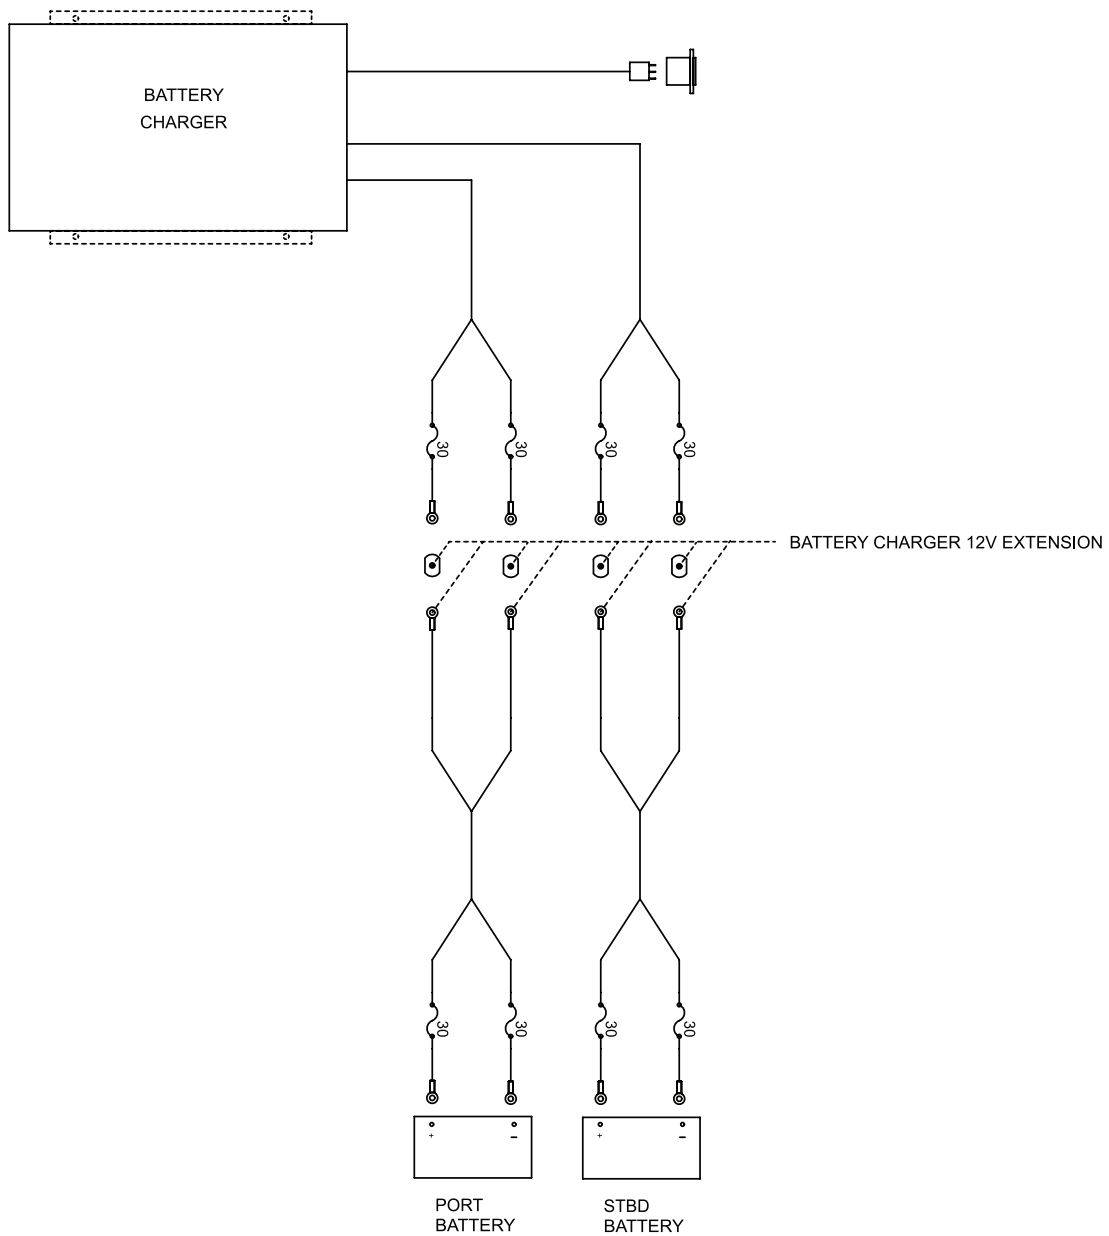 BATTERY
CHARGER
30 30 30 30
BATTERY CHARGER 12V EXTENSION
30 30 30 30
+ − + −
PORT
BATTERY
STBD
BATTERY